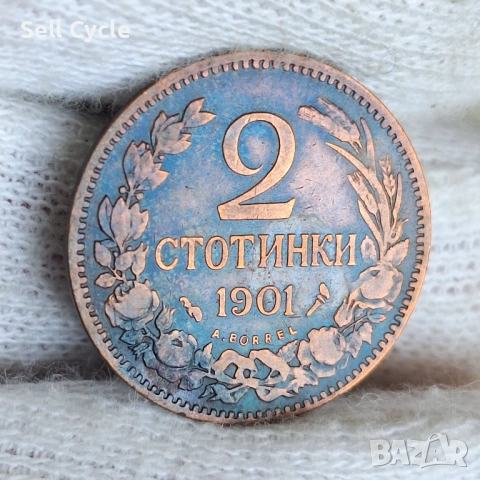 Sell Cycle
2
СТОТИНКИ
1901
A. BORREL
BAZAR